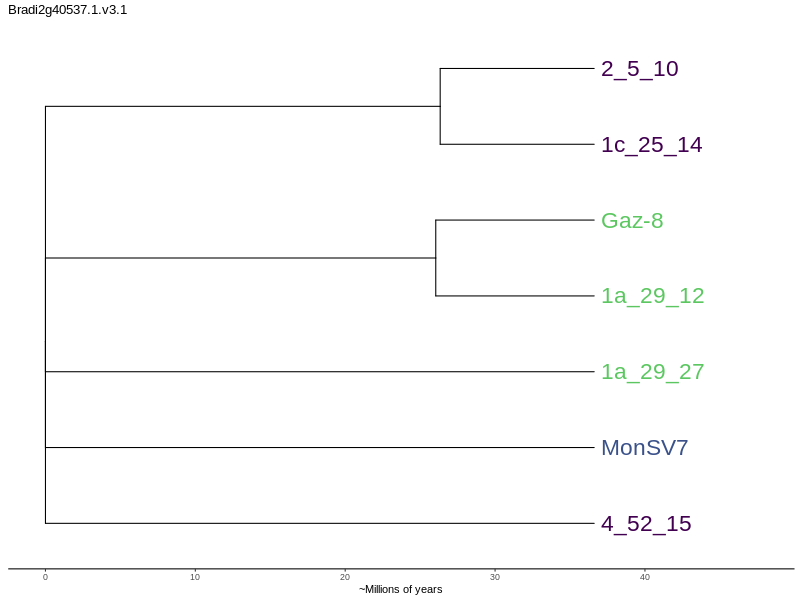 Bradi2g40537.1.v3.1
2_5_10
1c_25_14
Gaz-8
1a_29_12
1a_29_27
MonSV7
4_52_15
0 10 20 30 40
~Millions of years